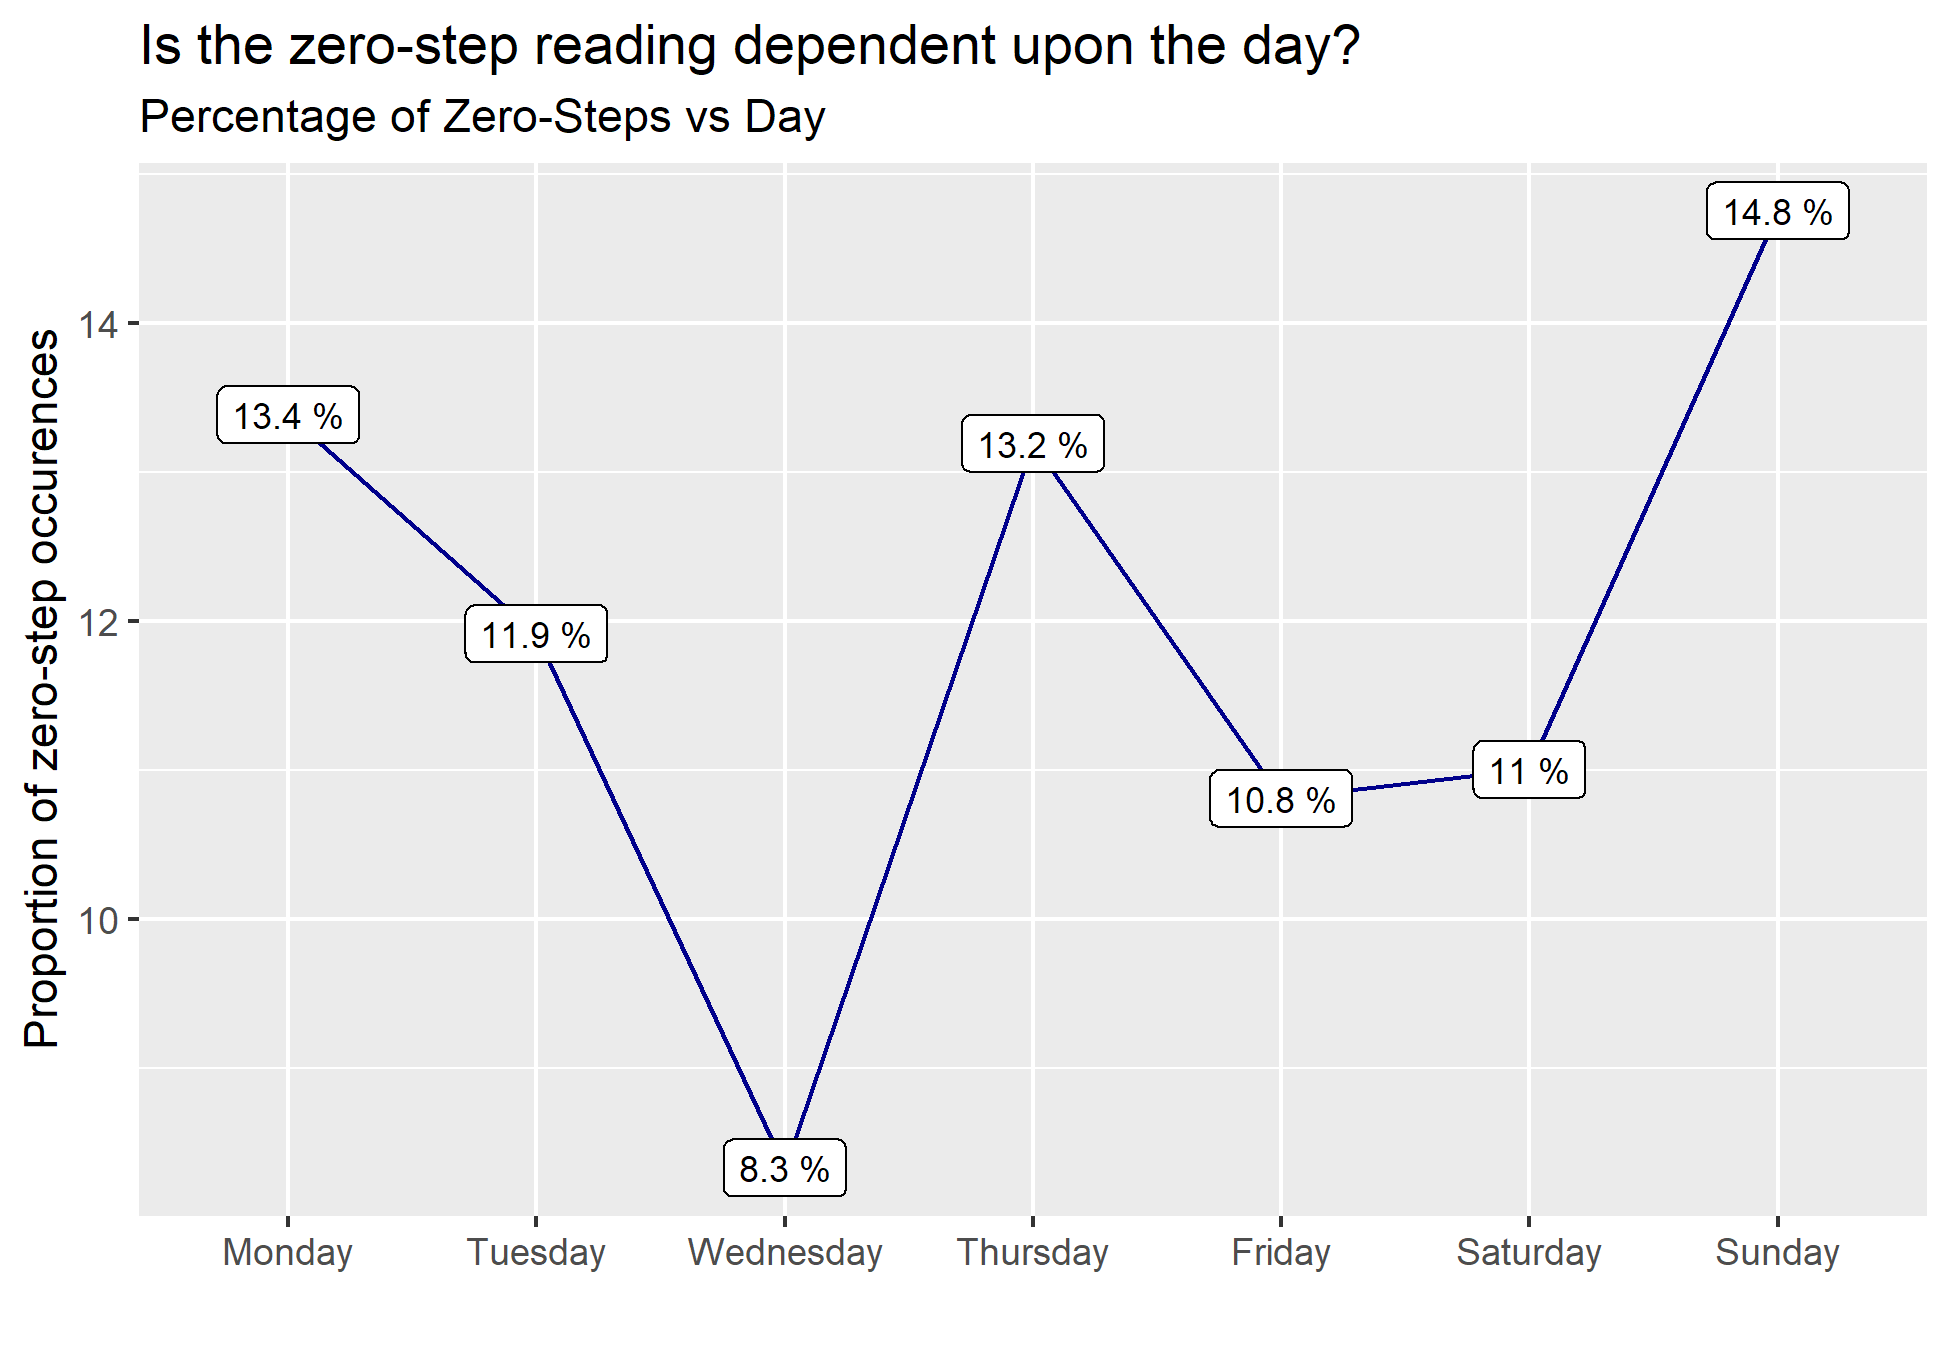 Is the zero-step reading dependent upon the day?
Percentage of Zero-Steps vs Day
Proportion of zero-step occurences
14
12
10
13.4 %
11.9 %
8.3 %
13.2 %
10.8 %
11 %
14.8 %
Monday Tuesday Wednesday Thursday Friday Saturday Sunday